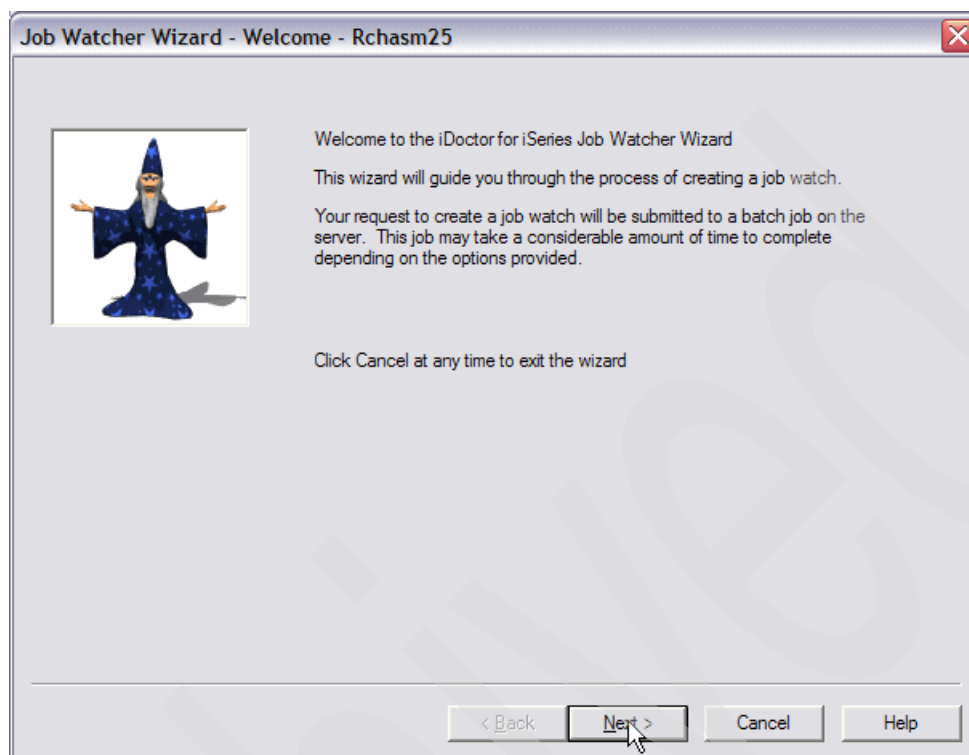 Job Watcher Wizard - Welcome - Rchasm25
Welcome to the iDoctor for iSeries Job Watcher Wizard
This wizard will guide you through the process of creating a job watch.
Your request to create a job watch will be submitted to a batch job on the
server.  This job may take a considerable amount of time to complete
depending on the options provided.
Click Cancel at any time to exit the wizard
< Back Next > Cancel Help